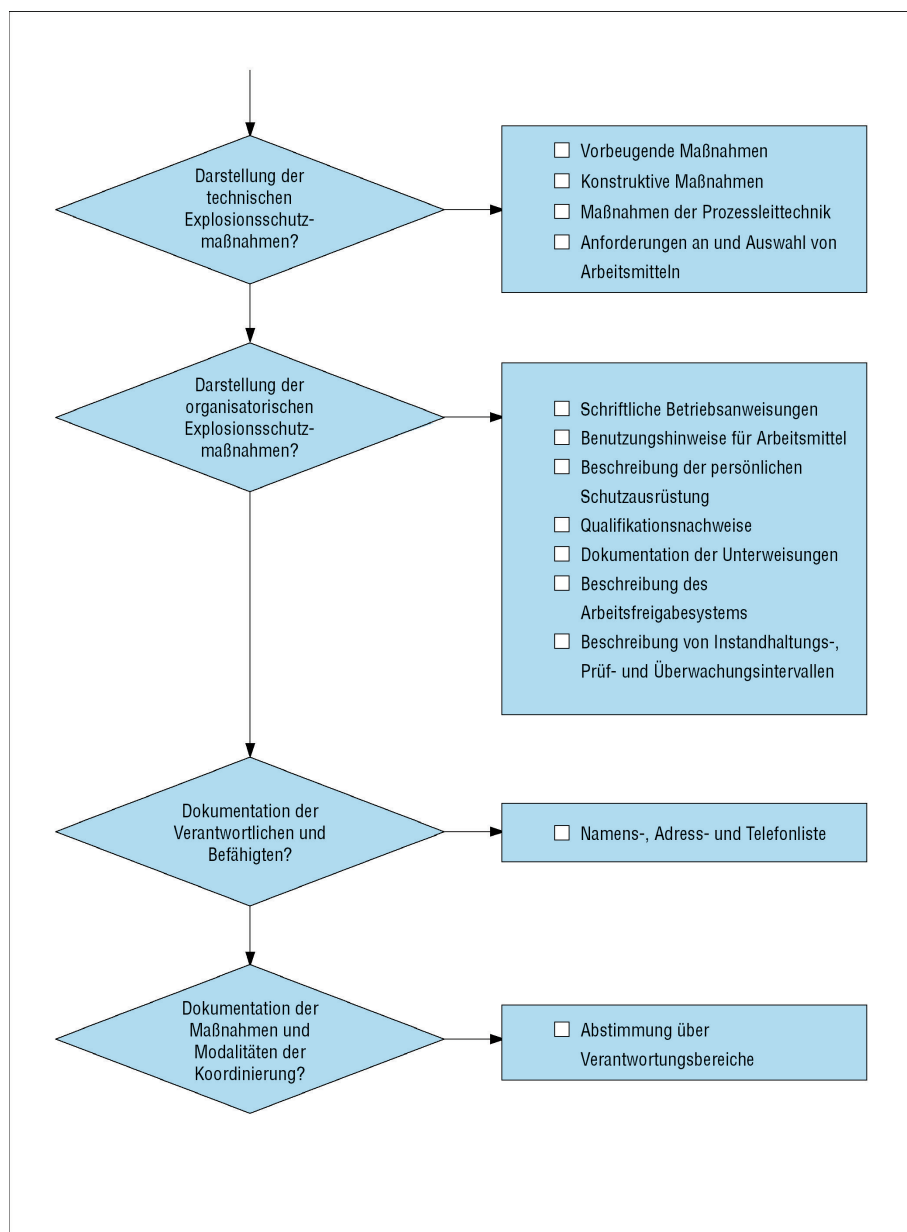 Darstellung der
technischen
Explosionsschutz-
maßnahmen?
☐ Vorbeugende Maßnahmen
☐ Konstruktive Maßnahmen
☐ Maßnahmen der Prozessleittechnik
☐ Anforderungen an und Auswahl von
Arbeitsmitteln
Darstellung der
organisatorischen
Explosionsschutz-
maßnahmen?
☐ Schriftliche Betriebsanweisungen
☐ Benutzungshinweise für Arbeitsmittel
☐ Beschreibung der persönlichen
Schutzausrüstung
☐ Qualifikationsnachweise
☐ Dokumentation der Unterweisungen
☐ Beschreibung des
Arbeitsfreigabesystems
☐ Beschreibung von Instandhaltungs-,
Prüf- und Überwachungsintervallen
Dokumentation der
Verantwortlichen und
Befähigten?
☐ Namens-, Adress- und Telefonliste
Dokumentation der
Maßnahmen und
Modalitäten der
Koordinierung?
☐ Abstimmung über
Verantwortungsbereiche